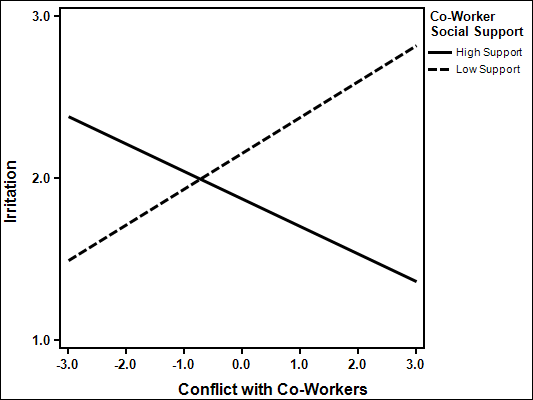 Co-Worker
Social Support
High Support
Low Support
3.0
2.0
1.0
Irritation
-3.0 -2.0 -1.0 0.0 1.0 2.0 3.0
Conflict with Co-Workers